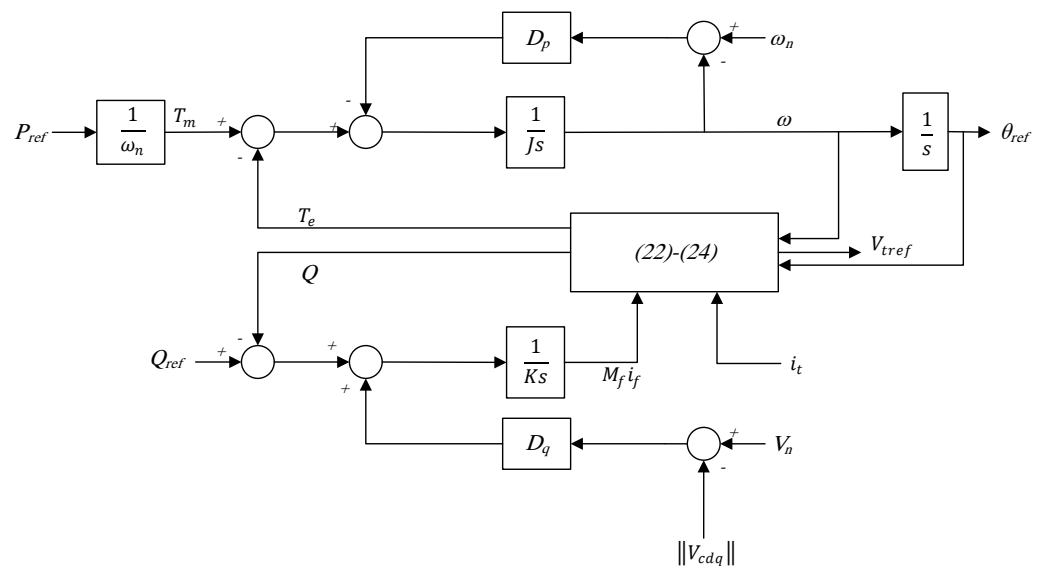 D_p
+
ω_n
-
-
P_ref
1/ω_n
T_m
+
-
+
1/Js
ω
1/s
θ_ref
T_e
(22)-(24)
V_tref
Q
-
Q_ref
+
+
+
1/Ks
M_f i_f
i_t
D_q
+
V_n
-
‖V_cdq‖